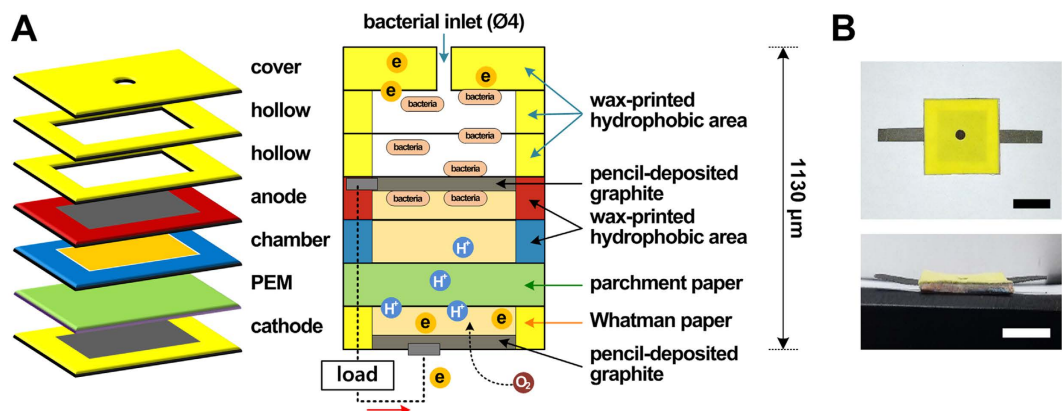 A
B
bacterial inlet (Ø4)
cover
hollow
hollow
anode
chamber
PEM
cathode
e
e
e
bacteria
bacteria
bacteria
bacteria
bacteria
bacteria
bacteria
H⁺
H⁺
H⁺
H⁺
e
e
load
e
O₂
wax-printed
hydrophobic area
pencil-deposited
graphite
wax-printed
hydrophobic area
parchment paper
Whatman paper
pencil-deposited
graphite
1130 µm